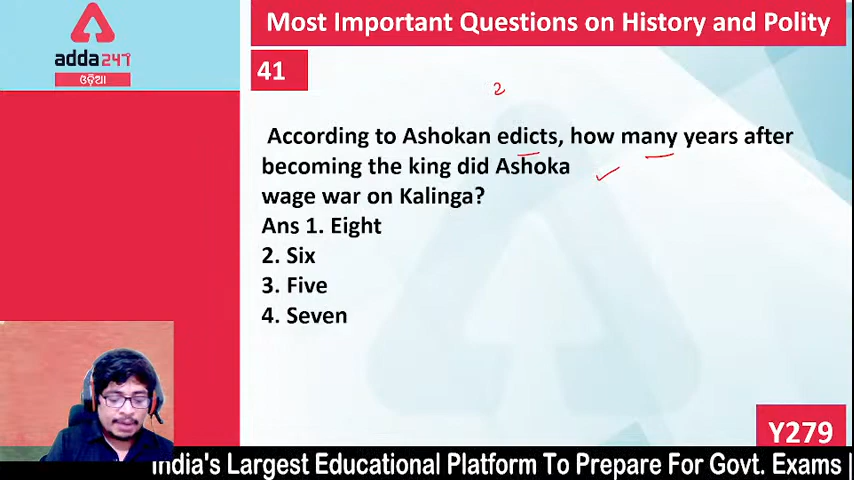 Most Important Questions on History and Polity
adda247
ଓଡ଼ିଆ
41
2
According to Ashokan edicts, how many years after
becoming the king did Ashoka
wage war on Kalinga?
Ans 1. Eight
2. Six
3. Five
4. Seven
Y279
India's Largest Educational Platform To Prepare For Govt. Exams |